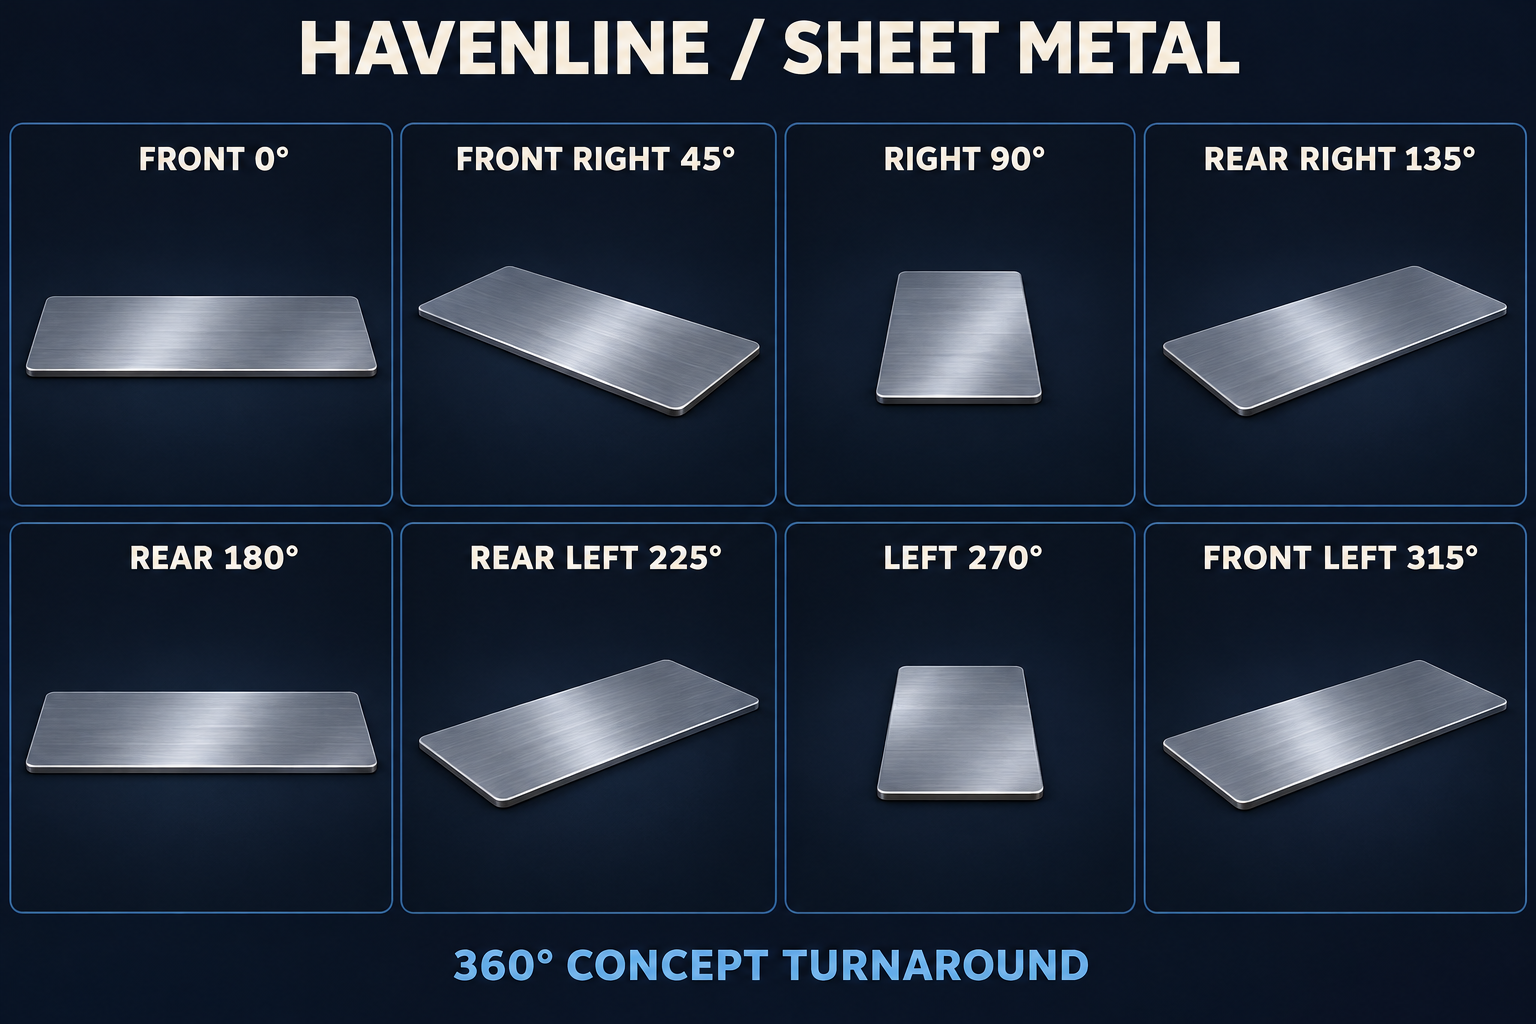 HAVENLINE / SHEET METAL
FRONT 0°
FRONT RIGHT 45°
RIGHT 90°
REAR RIGHT 135°
REAR 180°
REAR LEFT 225°
LEFT 270°
FRONT LEFT 315°
360° CONCEPT TURNAROUND